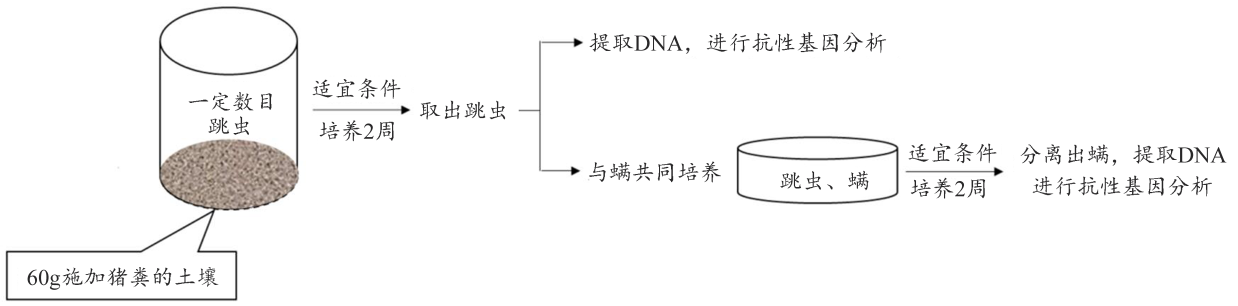 一定数目
跳虫
60g施加猪粪的土壤
适宜条件
培养2周
取出跳虫
提取DNA，进行抗性基因分析
与螨共同培养
跳虫、螨
适宜条件
培养2周
分离出螨，提取DNA
进行抗性基因分析